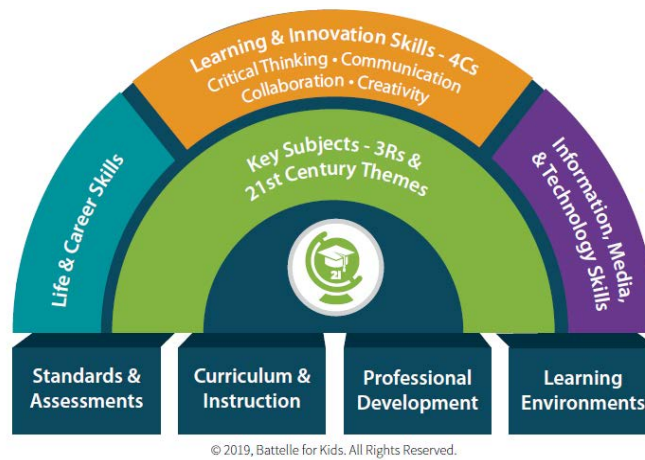 Learning & Innovation Skills - 4Cs
Critical Thinking • Communication
Collaboration • Creativity
Life & Career Skills
Key Subjects - 3Rs &
21st Century Themes
Information, Media,
& Technology Skills
21
Standards &
Assessments
Curriculum &
Instruction
Professional
Development
Learning
Environments
© 2019, Battelle for Kids. All Rights Reserved.